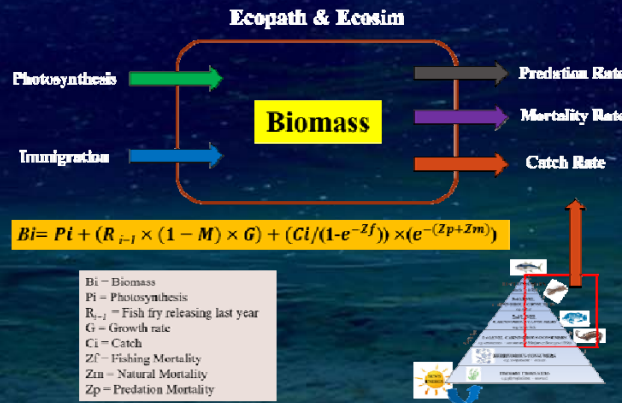 Ecopath & Ecosim
Photosynthesis
Immigration
Biomass
Predation Rate
Mortality Rate
Catch Rate
Bi= Pi + (R i−1 × (1 − M) × G) + (Ci/(1-e^−Zf)) ×(e^−(Zp+Zm))
Bi = Biomass
Pi = Photosynthesis
Ri−1 = Fish fry releasing last year
G = Growth rate
Ci = Catch
Zf = Fishing Mortality
Zm = Natural Mortality
Zp = Predation Mortality